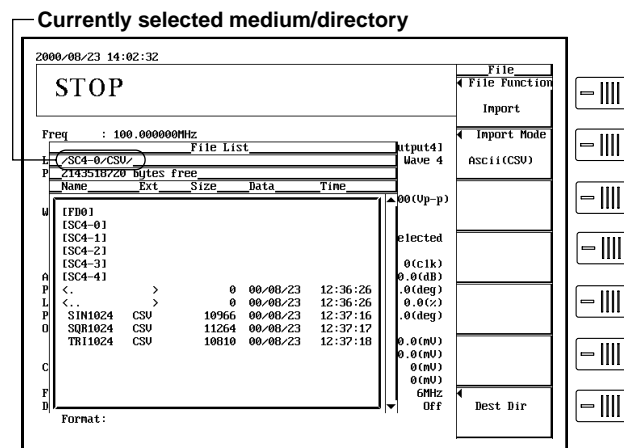 Currently selected medium/directory
2000/08/23 14:02:32
STOP
File
File Function
Import
Import Mode
Ascii(CSV)
Dest Dir
Freq : 100.000000MHz
File List
utput4]
L /SC4-0/CSV/
Wave 4
P 2143518720 bytes free
Name Ext Size Data Time
00(Vp-p)
W
[FD0]
[SC4-0]
[SC4-1]
elected
[SC4-2]
[SC4-3]
0(clk)
A [SC4-4]
0.0(dB)
P <. > 0 00/08/23 12:36:26 .0(deg)
L <.. > 0 00/08/23 12:36:26 0.0(%)
P SIN1024 CSV 10966 00/08/23 12:37:16 .0(deg)
O SQR1024 CSV 11264 00/08/23 12:37:17
TRI1024 CSV 10810 00/08/23 12:37:18 0.0(mV)
0.0(mV)
C 0(mV)
0(mV)
F 6MHz
D Off
Format: